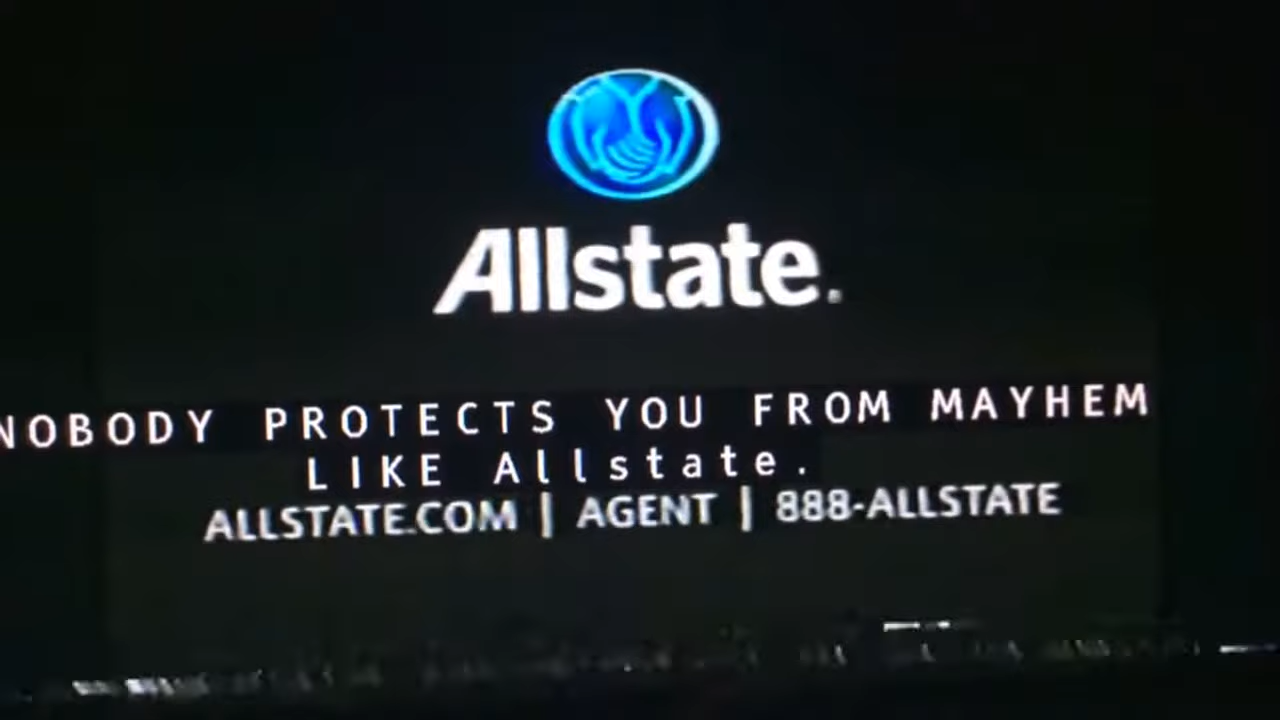 Allstate.
NOBODY PROTECTS YOU FROM MAYHEM
LIKE Allstate.
ALLSTATE.COM | AGENT | 888-ALLSTATE